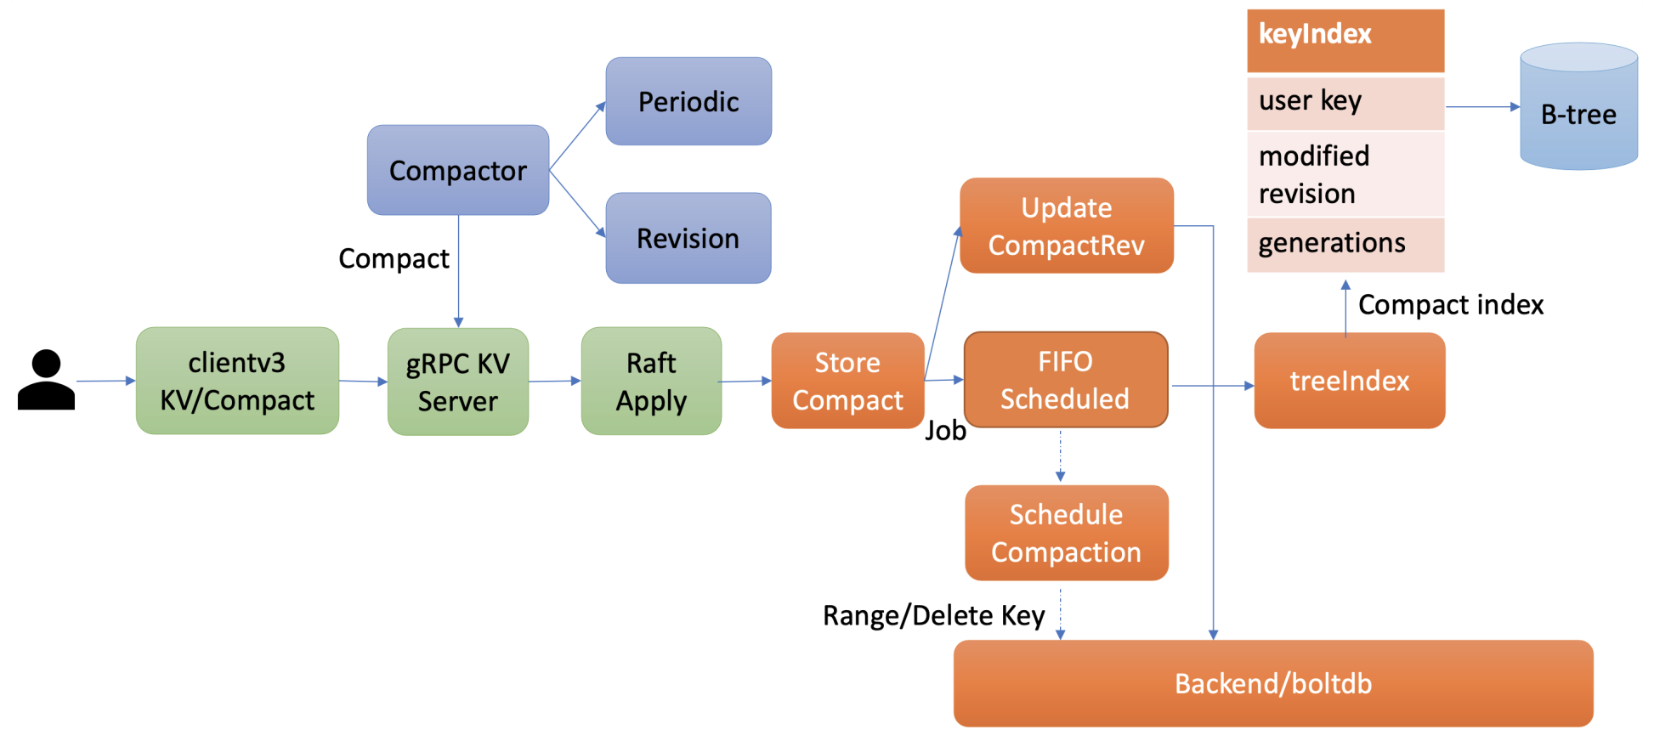 keyIndex
user key
modified
revision
generations
B-tree
Periodic
Compactor
Revision
Compact
Update
CompactRev
Compact index
clientv3
KV/Compact
gRPC KV
Server
Raft
Apply
Store
Compact
FIFO
Scheduled
treeIndex
Job
Schedule
Compaction
Range/Delete Key
Backend/boltdb